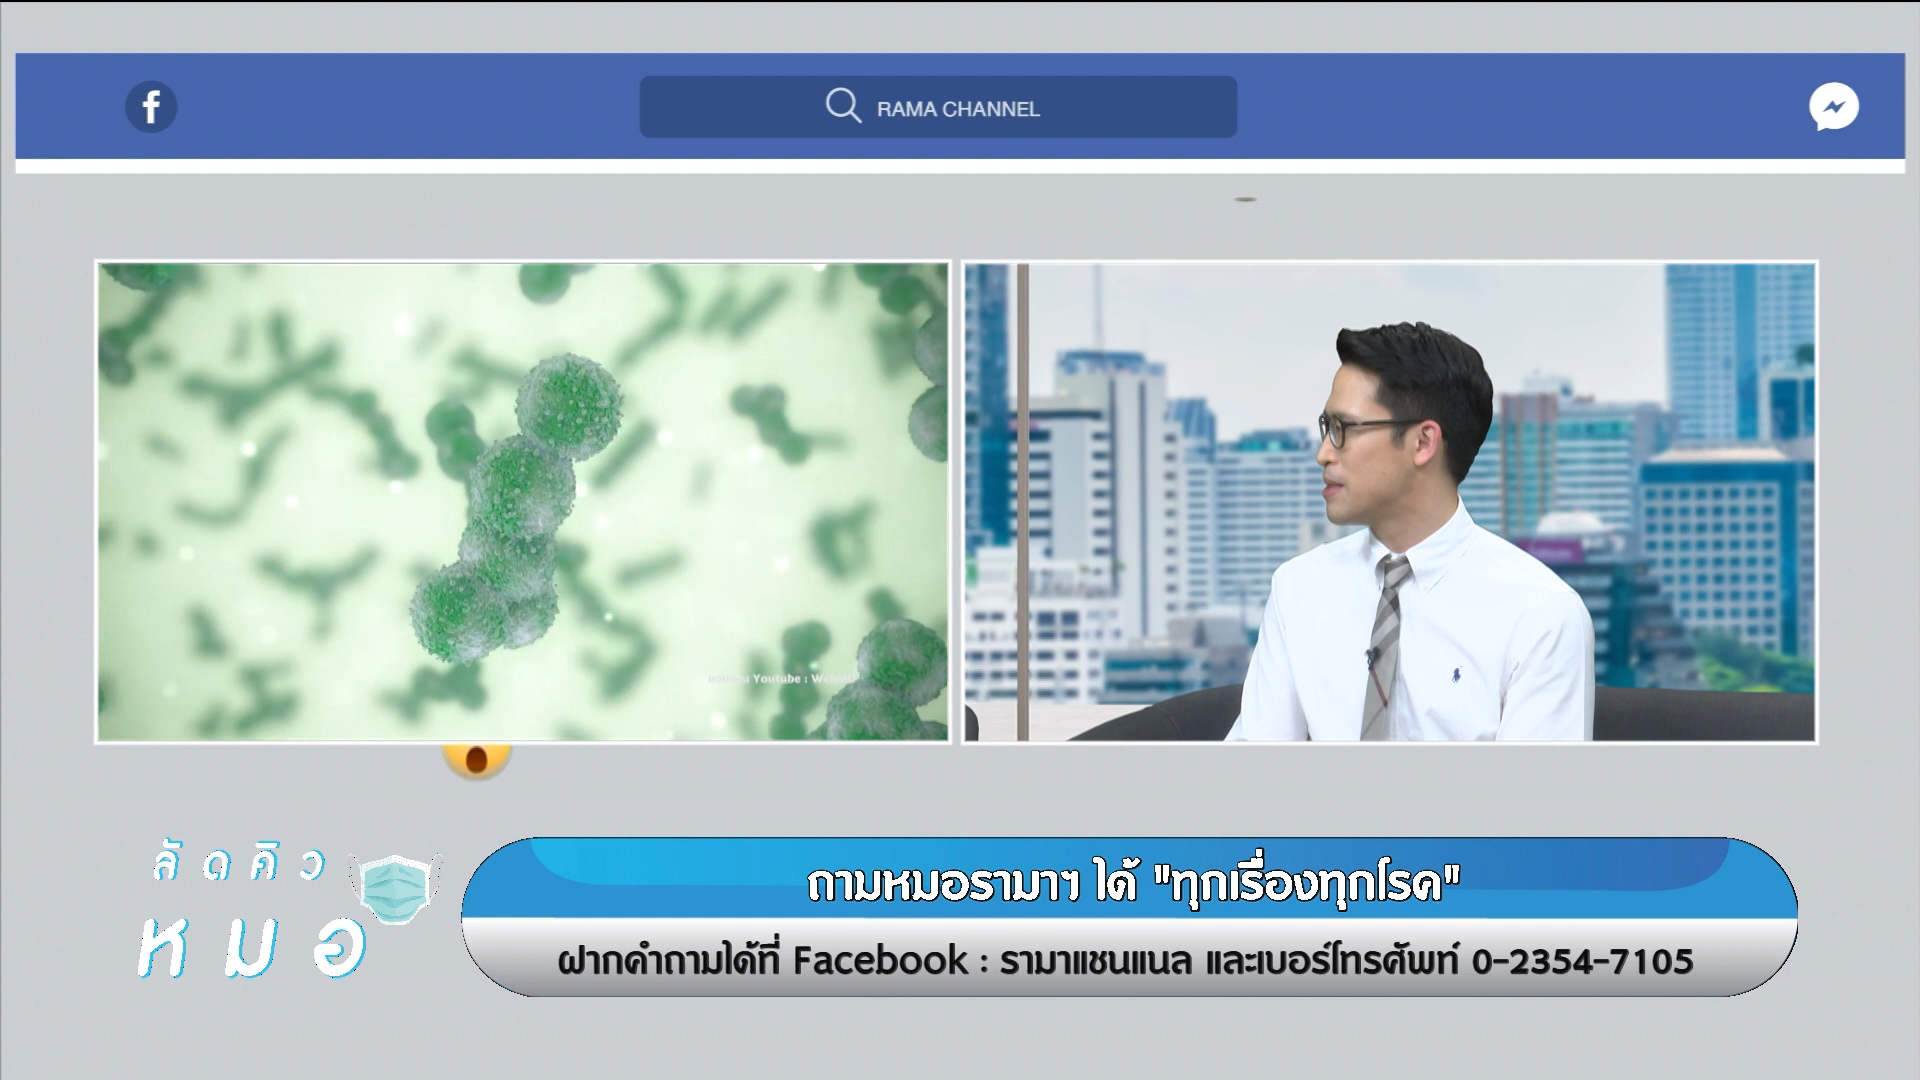 f
RAMA CHANNEL
Youtube :
ลัดคิว
หมอ
ถามหมอรามาฯ ได้ "ทุกเรื่องทุกโรค"
ฝากคำถามได้ที่ Facebook : รามาแชนแนล และเบอร์โทรศัพท์ 0-2354-7105